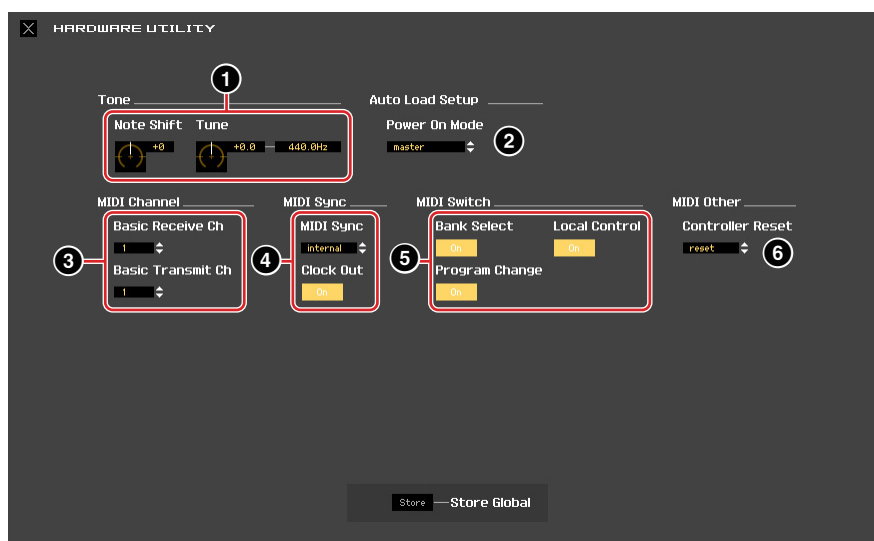 HARDWARE UTILITY
1
Tone
Auto Load Setup
Note Shift Tune
Power On Mode
+0 +0.0 440.0Hz
master
2
MIDI Channel
MIDI Sync
MIDI Switch
MIDI Other
Basic Receive Ch
MIDI Sync
Bank Select
Local Control
Controller Reset
1
internal
On
On
reset
3
4
5
6
Basic Transmit Ch
Clock Out
Program Change
1
On
On
Store Store Global